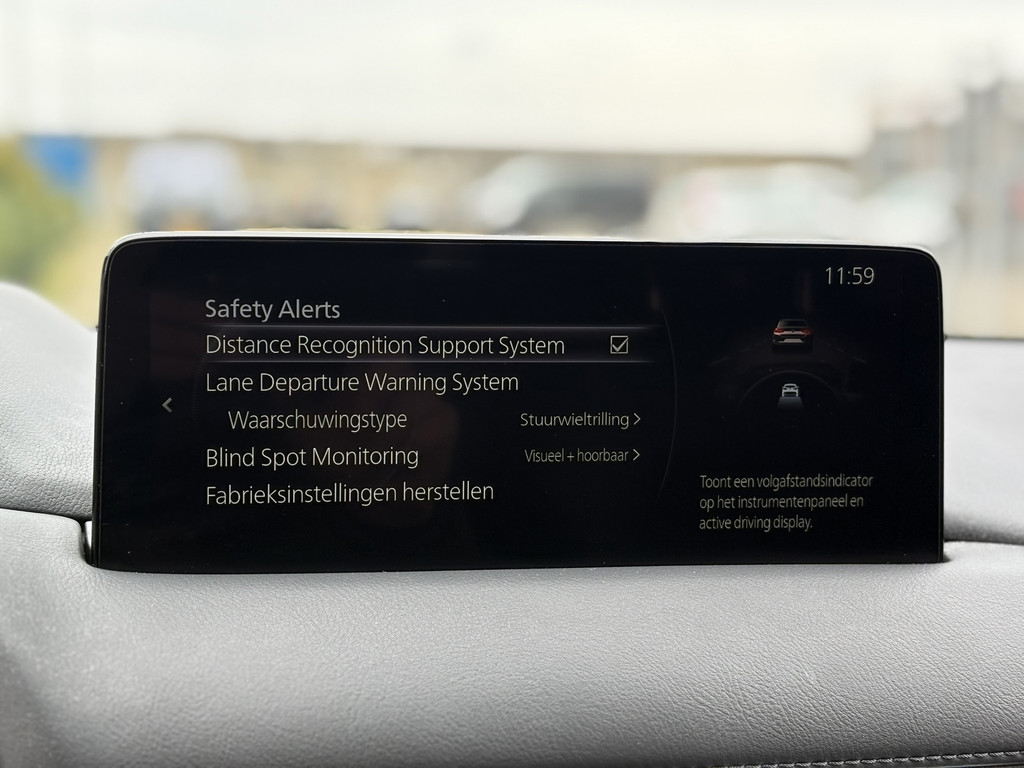 11:59
Safety Alerts
Distance Recognition Support System
Lane Departure Warning System
Waarschuwingstype Stuurwieltrilling >
Blind Spot Monitoring Visueel + hoorbaar >
Fabrieksinstellingen herstellen
Toont een volgafstandsindicator
op het instrumentenpaneel en
active driving display.